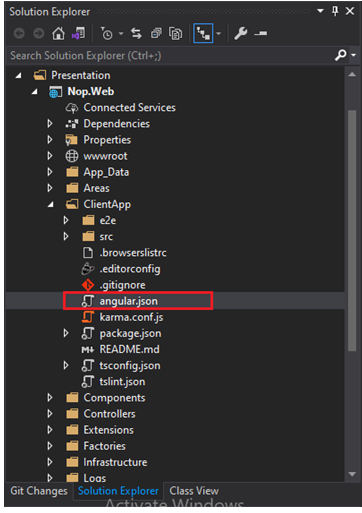 Solution Explorer
Search Solution Explorer (Ctrl+;)
Presentation
Nop.Web
Connected Services
Dependencies
Properties
wwwroot
App_Data
Areas
ClientApp
e2e
src
.browserslistrc
.editorconfig
.gitignore
angular.json
karma.conf.js
package.json
README.md
tsconfig.json
tslint.json
Components
Controllers
Extensions
Factories
Infrastructure
Logs
Git Changes Solution Explorer Class View
Activate Windows